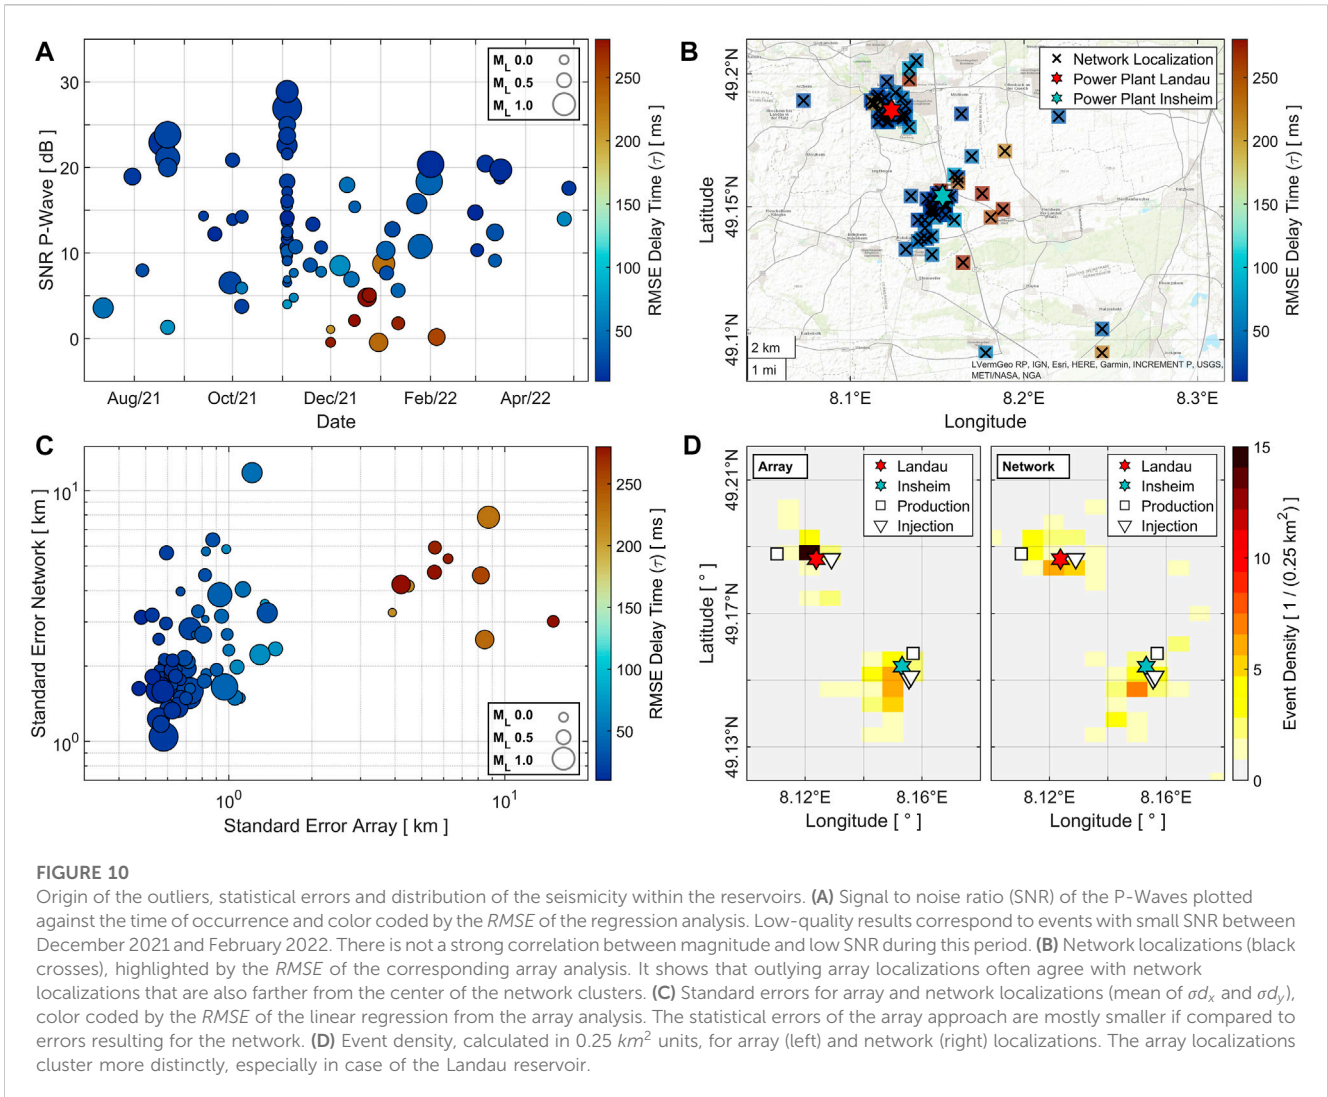 A
SNR P-Wave [ dB ]
30
20
10
0
Aug/21
Oct/21
Dec/21
Feb/22
Apr/22
Date
M_L 0.0
M_L 0.5
M_L 1.0
RMSE Delay Time (τ) [ ms ]
250
200
150
100
50
B
Latitude
49.2°N
49.15°N
49.1°N
8.1°E
8.2°E
8.3°E
Longitude
Network Localization
Power Plant Landau
Power Plant Insheim
2 km
1 mi
LVermGeo RP, IGN, Esri, HERE, Garmin, INCREMENT P, USGS,
METI/NASA, NGA
RMSE Delay Time (τ) [ ms ]
250
200
150
100
50
C
Standard Error Network [ km ]
10¹
10⁰
10⁰
10¹
Standard Error Array [ km ]
M_L 0.0
M_L 0.5
M_L 1.0
RMSE Delay Time (τ) [ ms ]
250
200
150
100
50
D
Latitude [ ° ]
49.21°N
49.17°N
49.13°N
Array
Landau
Insheim
Production
Injection
8.12°E
8.16°E
Longitude [ ° ]
Network
Landau
Insheim
Production
Injection
8.12°E
8.16°E
Longitude [ ° ]
Event Density [ 1 / (0.25 km²) ]
15
10
5
0
FIGURE 10
Origin of the outliers, statistical errors and distribution of the seismicity within the reservoirs. (A) Signal to noise ratio (SNR) of the P-Waves plotted
against the time of occurrence and color coded by the RMSE of the regression analysis. Low-quality results correspond to events with small SNR between
December 2021 and February 2022. There is not a strong correlation between magnitude and low SNR during this period. (B) Network localizations (black
crosses), highlighted by the RMSE of the corresponding array analysis. It shows that outlying array localizations often agree with network
localizations that are also farther from the center of the network clusters. (C) Standard errors for array and network localizations (mean of σdₓ and σd_y),
color coded by the RMSE of the linear regression from the array analysis. The statistical errors of the array approach are mostly smaller if compared to
errors resulting for the network. (D) Event density, calculated in 0.25 km² units, for array (left) and network (right) localizations. The array localizations
cluster more distinctly, especially in case of the Landau reservoir.